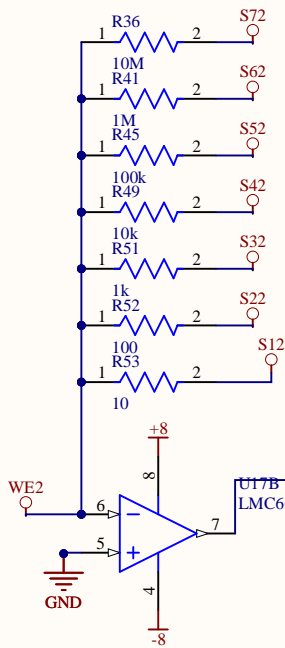 S72
R36
1 2
10M
S62
R41
1 2
1M
S52
R45
1 2
100k
S42
R49
1 2
10k
S32
R51
1 2
1k
S22
R52
1 2
100
S12
R53
1 2
10
+8
8
WE2
6
U17B
7
LMC6
5
GND
4
-8